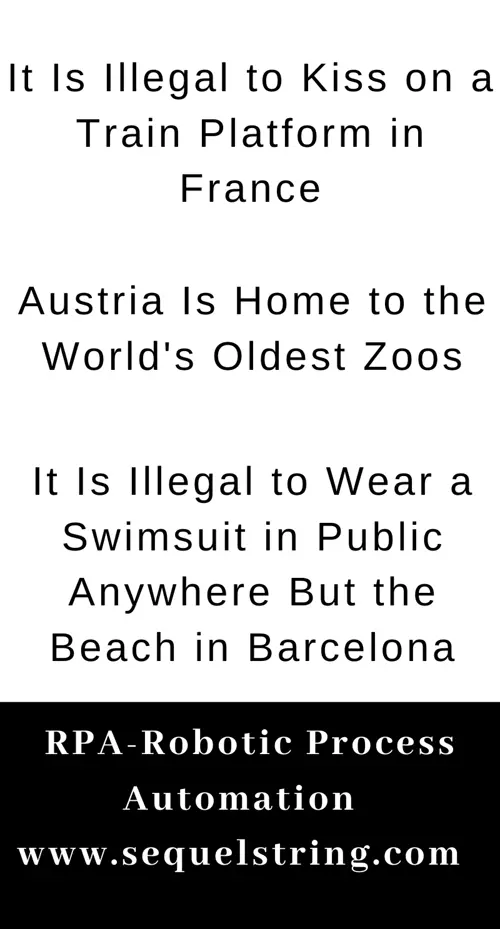 It Is Illegal to Kiss on a
Train Platform in
France
Austria Is Home to the
World's Oldest Zoos
It Is Illegal to Wear a
Swimsuit in Public
Anywhere But the
Beach in Barcelona
RPA-Robotic Process
Automation
www.sequelstring.com